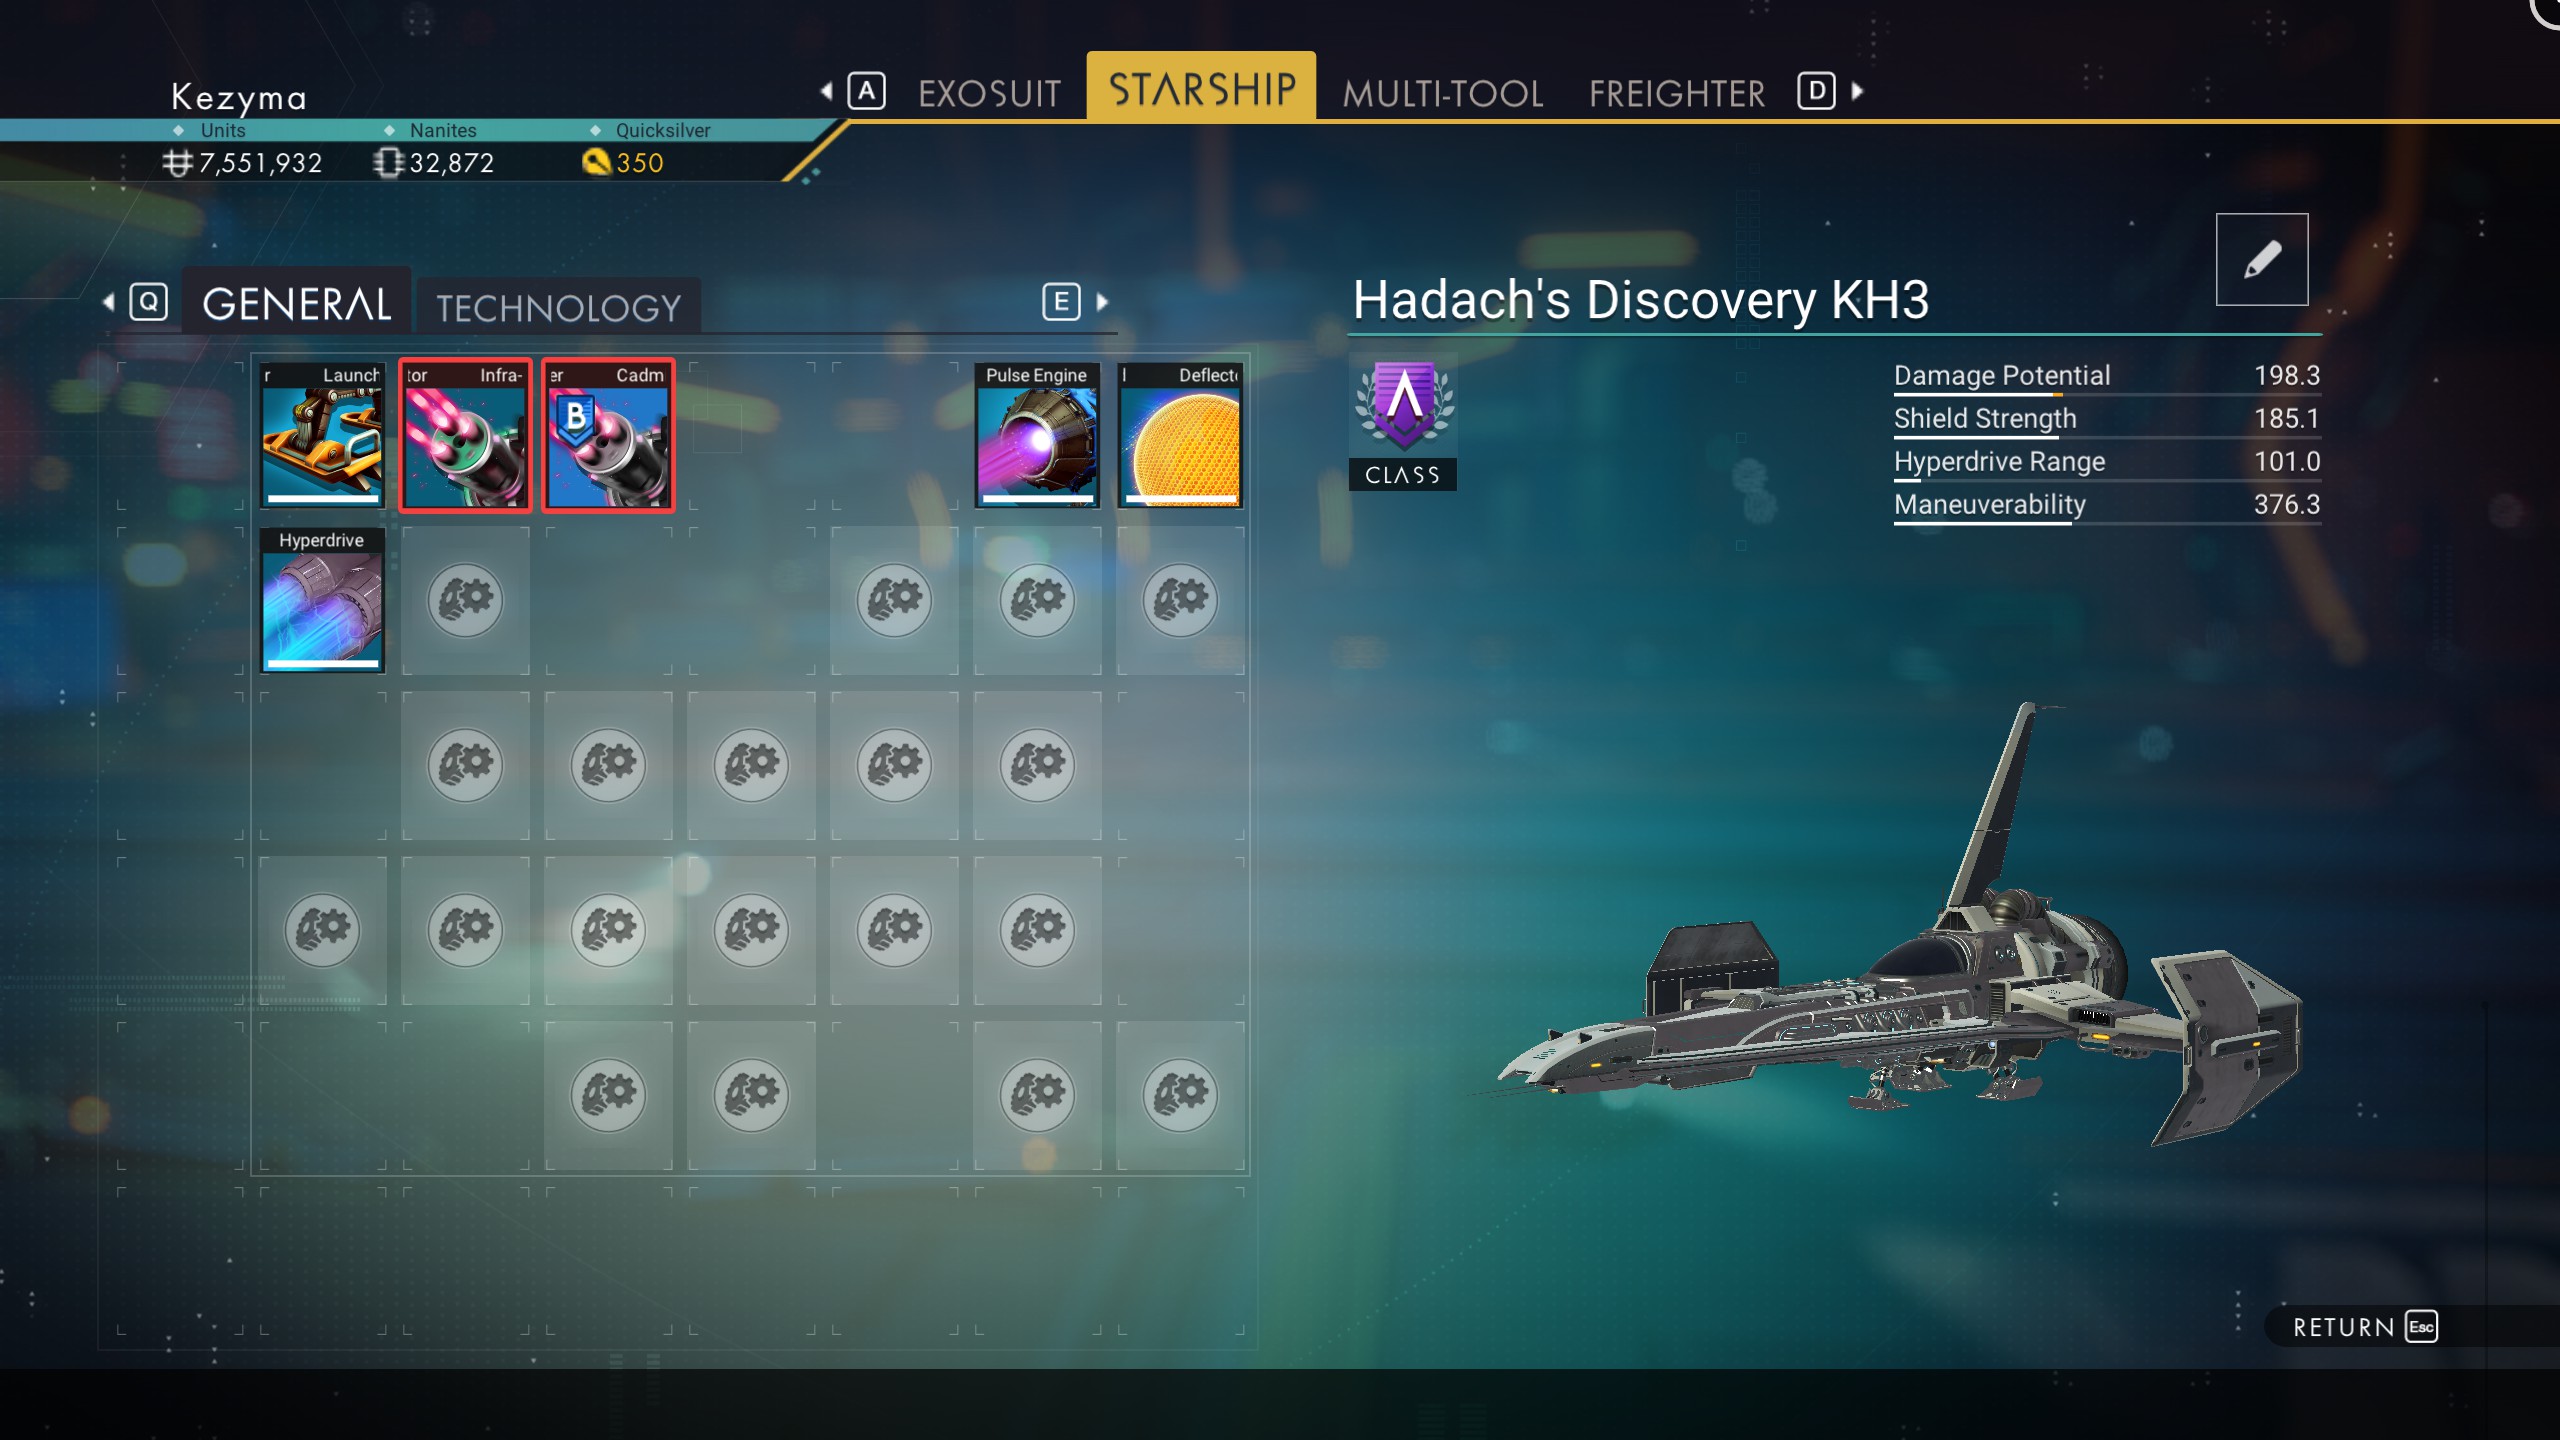 Kezyma
Units Nanites Quicksilver
7,551,932 32,872 350
A EXOSUIT STARSHIP MULTI-TOOL FREIGHTER D
Q GENERAL TECHNOLOGY E
r Launch
tor Infra-
er Cadm
B
Pulse Engine
l Deflect
Hyperdrive
Hadach's Discovery KH3
A
CLASS
Damage Potential 198.3
Shield Strength 185.1
Hyperdrive Range 101.0
Maneuverability 376.3
RETURN Esc